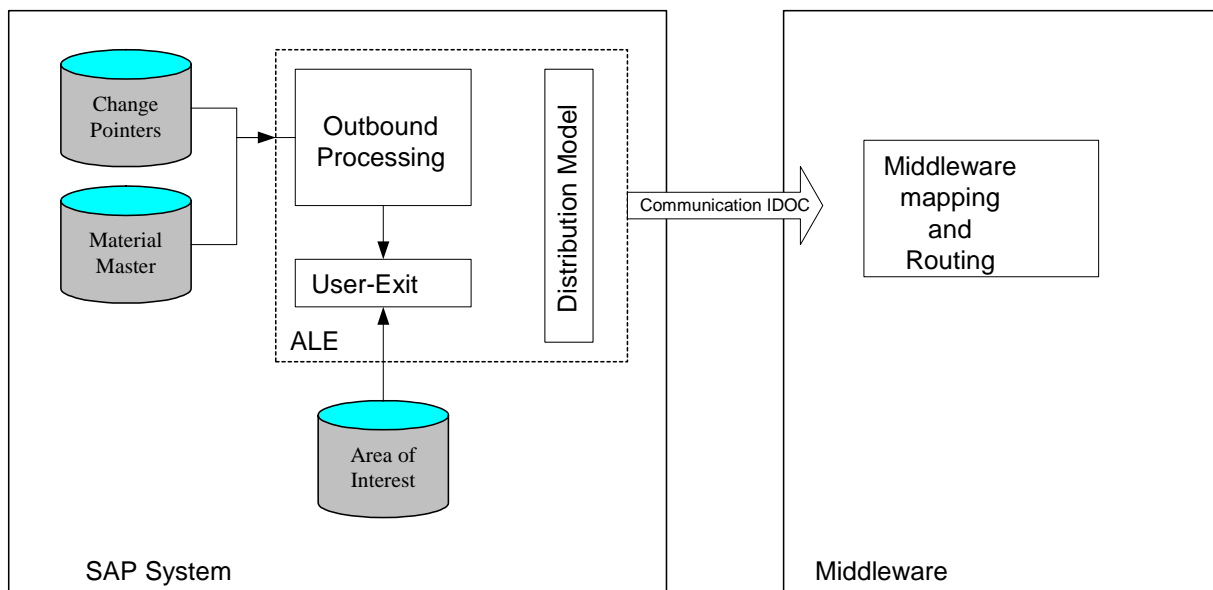 Change
Pointers
Material
Master
Outbound
Processing
User-Exit
ALE
Distribution Model
Area of
Interest
SAP System
Communication IDOC
Middleware
mapping
and
Routing
Middleware